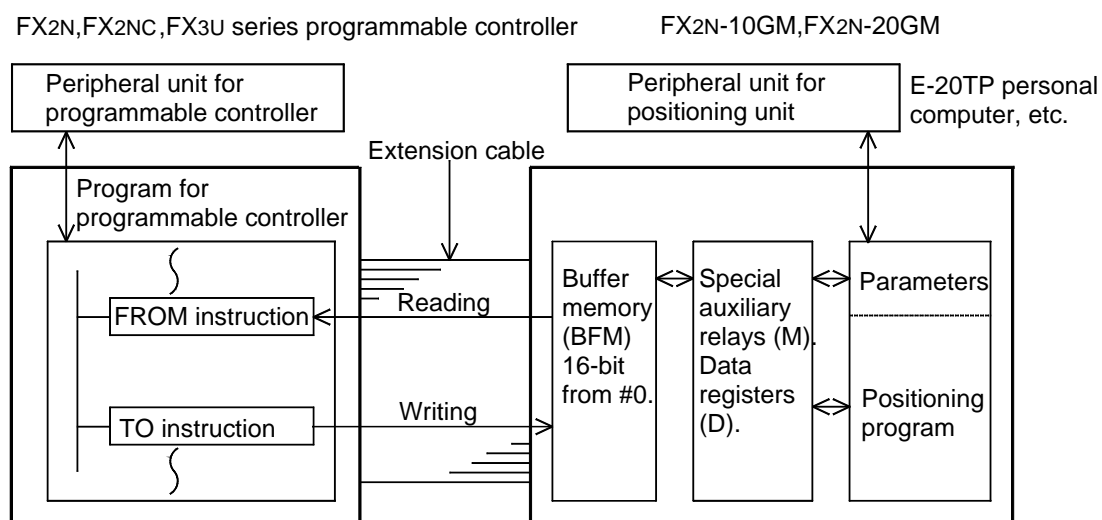 FX2N,FX2NC,FX3U series programmable controller
FX2N-10GM,FX2N-20GM
Peripheral unit for
programmable controller
Peripheral unit for
positioning unit
E-20TP personal
computer, etc.
Extension cable
Program for
programmable controller
FROM instruction
TO instruction
Reading
Writing
Buffer
memory
(BFM)
16-bit
from #0.
Special
auxiliary
relays (M).
Data
registers
(D).
Parameters
Positioning
program